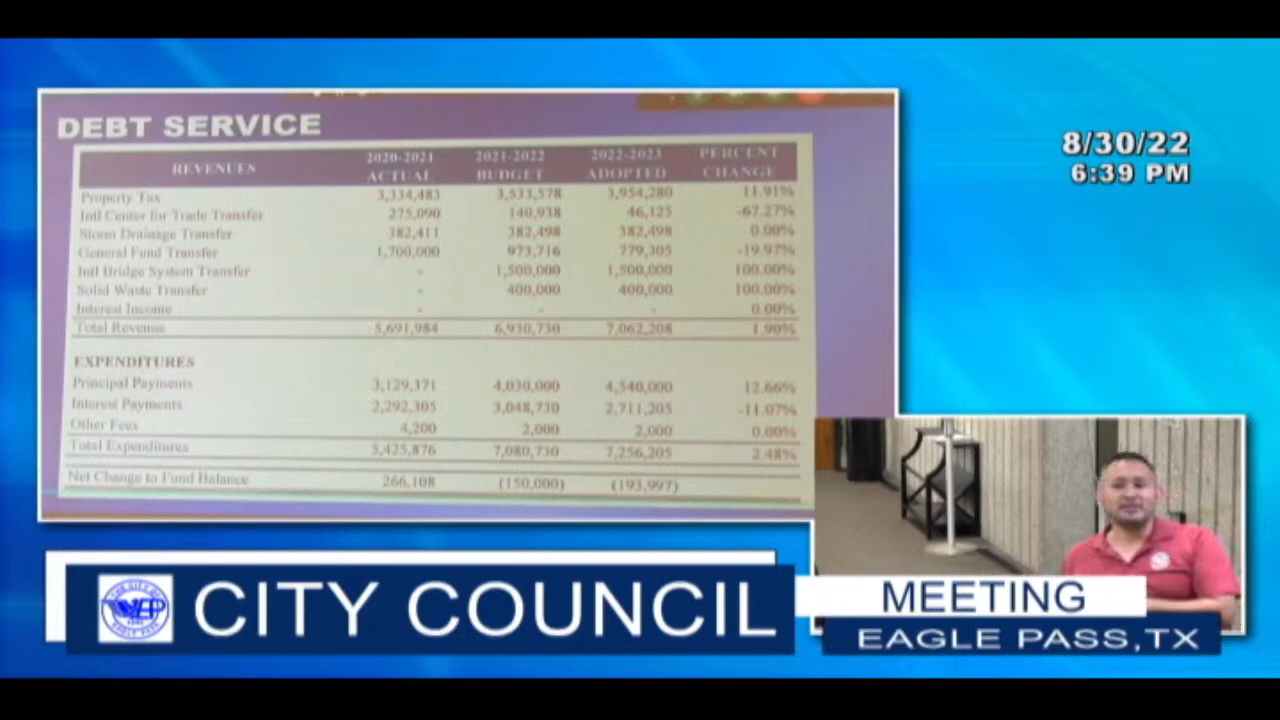 DEBT SERVICE
REVENUES 2020-2021 ACTUAL 2021-2022 BUDGET 2022-2023 ADOPTED PERCENT CHANGE
Property Tax 3,334,483 3,533,578 3,954,280 11.91%
Intl Center for Trade Transfer 275,090 140,938 46,125 -67.27%
Storm Drainage Transfer 382,411 382,498 382,498 0.00%
General Fund Transfer 1,700,000 973,716 779,305 -19.97%
Intl Bridge System Transfer - 1,500,000 1,500,000 100.00%
Solid Waste Transfer - 400,000 400,000 100.00%
Interest Income - - - 0.00%
Total Revenue 5,691,984 6,930,730 7,062,208 1.90%
EXPENDITURES
Principal Payments 3,129,371 4,030,000 4,540,000 12.66%
Interest Payments 2,292,305 3,048,730 2,711,205 -11.07%
Other Fees 4,200 2,000 2,000 0.00%
Total Expenditures 5,425,876 7,080,730 7,256,205 2.48%
Net Change to Fund Balance 266,108 (150,000) (193,997)
8/30/22
6:39 PM
CITY COUNCIL
MEETING
EAGLE PASS,TX